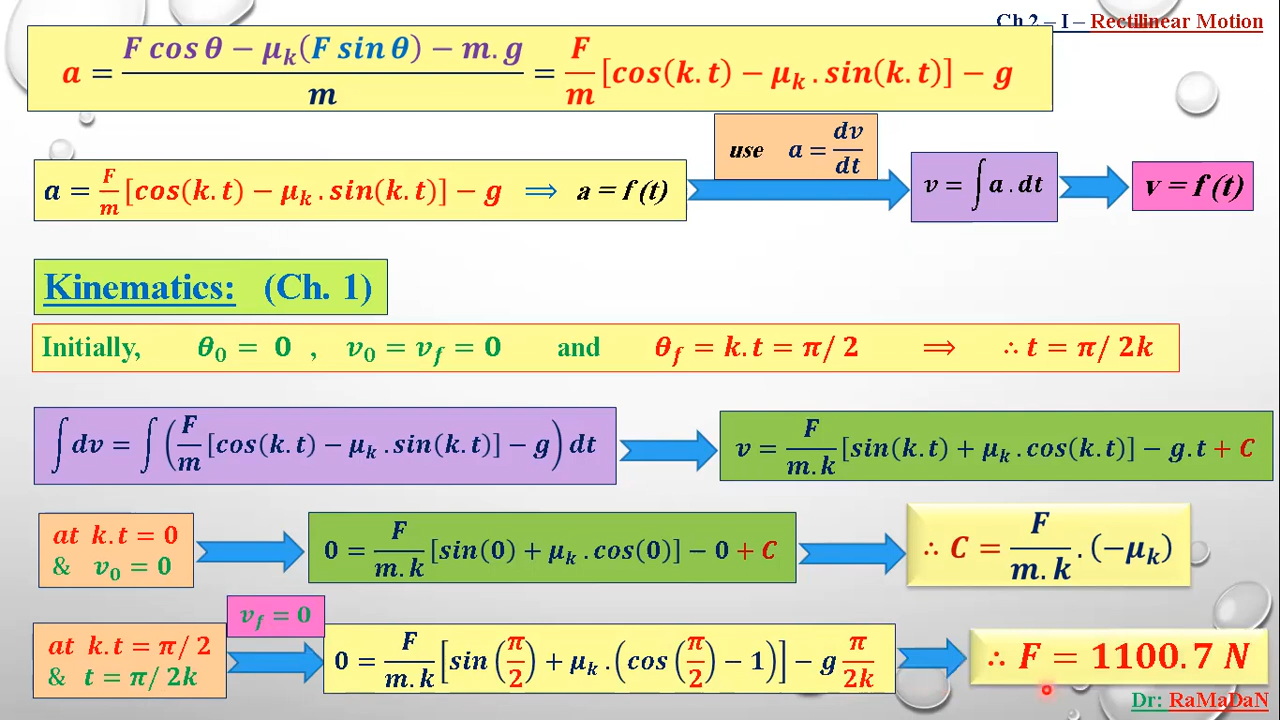 Ch 2 – I – Rectilinear Motion
a = (F cos θ − μₖ(F sin θ) − m.g)/m = F/m [cos(k.t) − μₖ.sin(k.t)] − g
use a = dv/dt
a = F/m [cos(k.t) − μₖ.sin(k.t)] − g ⟹ a = f(t)
v = ∫ a.dt
v = f(t)
Kinematics: (Ch. 1)
Initially, θ₀ = 0 , v₀ = v_f = 0 and θ_f = k.t = π/2 ⟹ ∴ t = π/2k
∫ dv = ∫ (F/m [cos(k.t) − μₖ.sin(k.t)] − g) dt
v = F/m.k [sin(k.t) + μₖ.cos(k.t)] − g.t + C
at k.t = 0
& v₀ = 0
0 = F/m.k [sin(0) + μₖ.cos(0)] − 0 + C
∴ C = F/m.k .(−μₖ)
v_f = 0
at k.t = π/2
& t = π/2k
0 = F/m.k [sin(π/2) + μₖ.(cos(π/2) − 1)] − g π/2k
∴ F = 1100.7 N
Dr: RaMaDaN